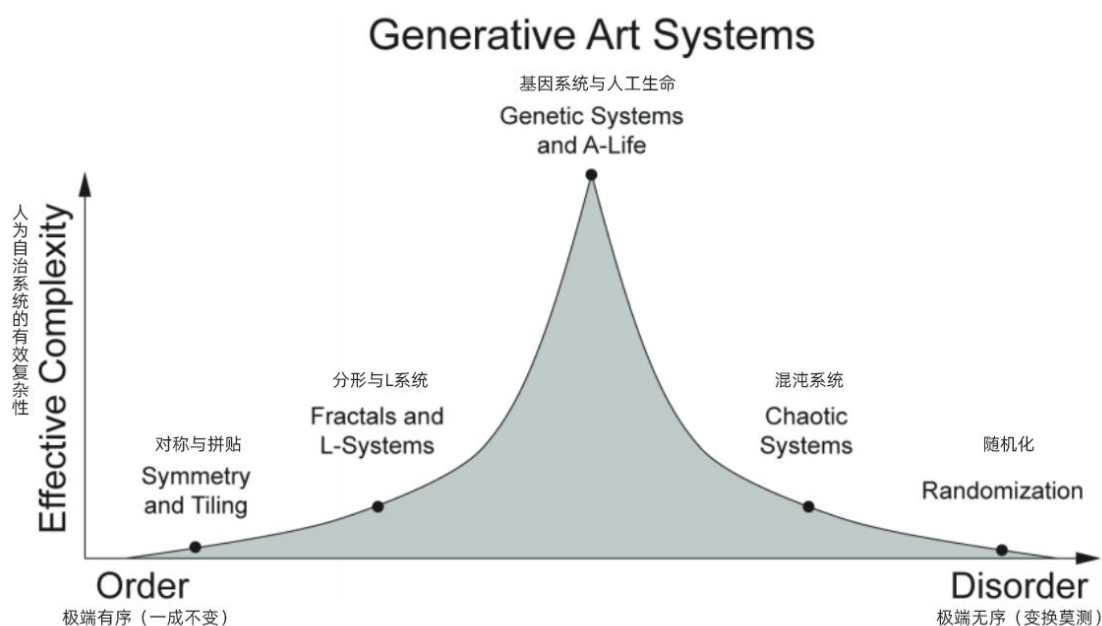 Generative Art Systems
基因系统与人工生命
Genetic Systems
and A-Life
人为自治系统的有效复杂性
Effective Complexity
分形与L系统
Fractals and
L-Systems
混沌系统
Chaotic
Systems
对称与拼贴
Symmetry
and Tiling
随机化
Randomization
Order
极端有序（一成不变）
Disorder
极端无序（变换莫测）